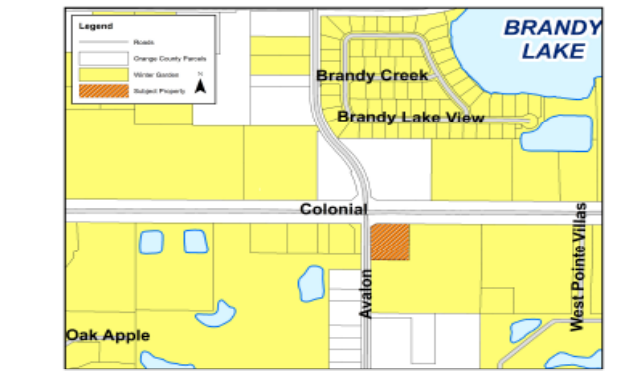 Legend
Roads
Orange County Parcels
Winter Garden
N
Subject Property
BRANDY
LAKE
Brandy Creek
Brandy Lake View
Colonial
West Pointe Villas
Avalon
Oak Apple